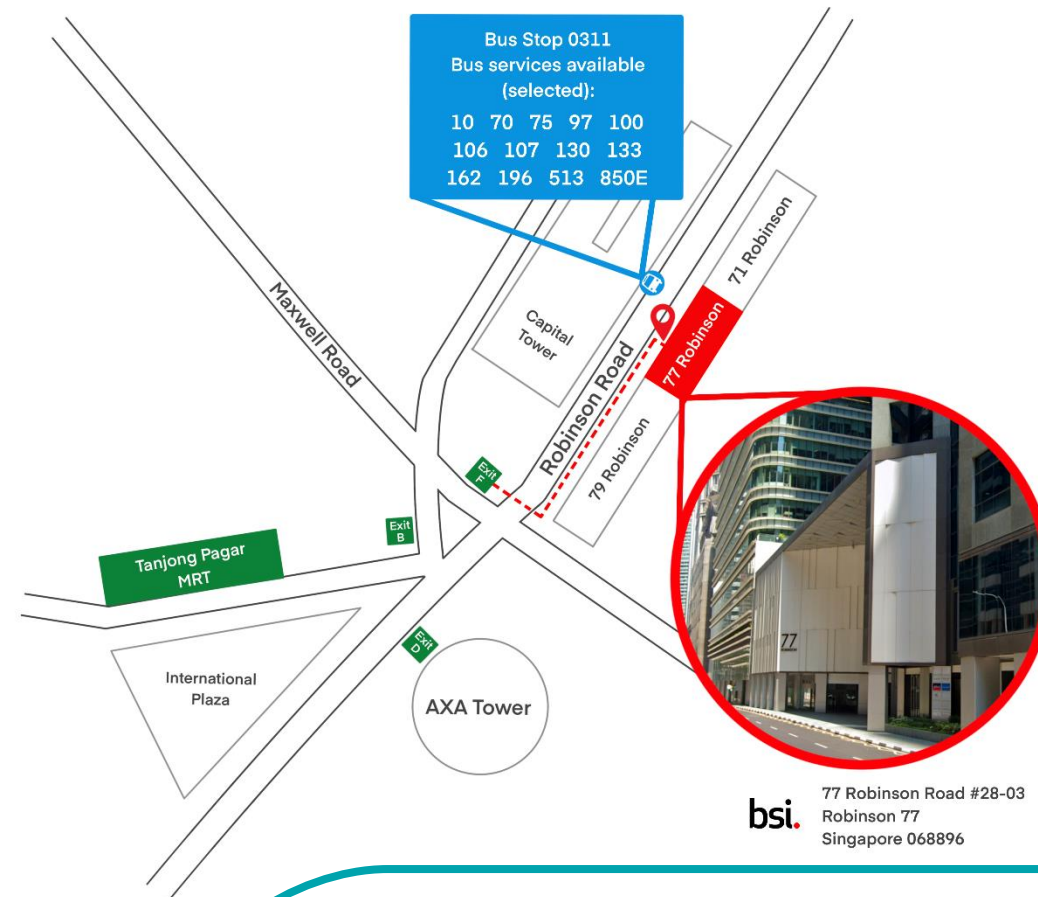 Bus Stop 0311
Bus services available
(selected):
10 70 75 97 100
106 107 130 133
162 196 513 850E
71 Robinson
Maxwell Road
Capital
Tower
77 Robinson
Robinson Road
79 Robinson
Exit
F
Exit
B
Tanjong Pagar
MRT
Exit
D
International
Plaza
AXA Tower
77
bsi.
77 Robinson Road #28-03
Robinson 77
Singapore 068896